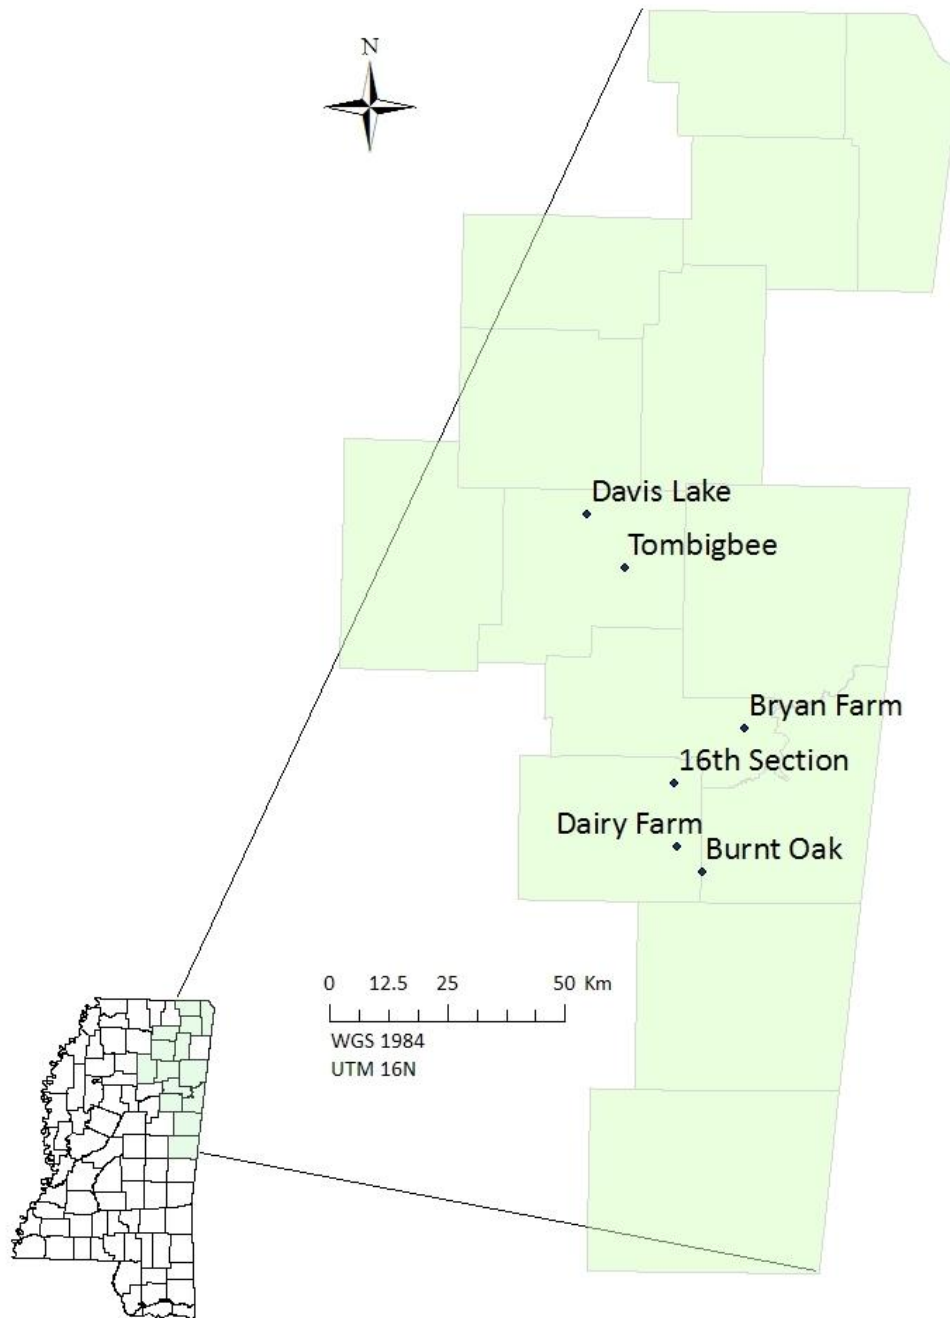 N
Davis Lake
Tombigbee
Bryan Farm
16th Section
Dairy Farm
Burnt Oak
0 12.5 25 50 Km
WGS 1984
UTM 16N